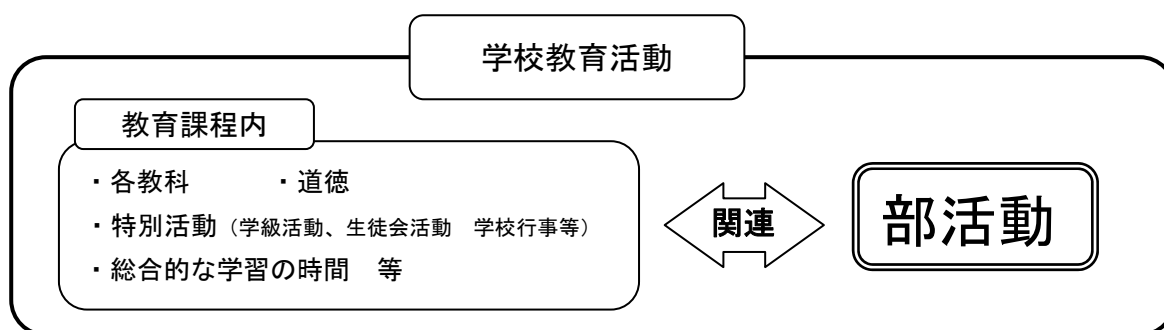 学校教育活動
教育課程内
・各教科　　　・道徳
・特別活動（学級活動、生徒会活動　学校行事等）
・総合的な学習の時間　等
関連
部活動